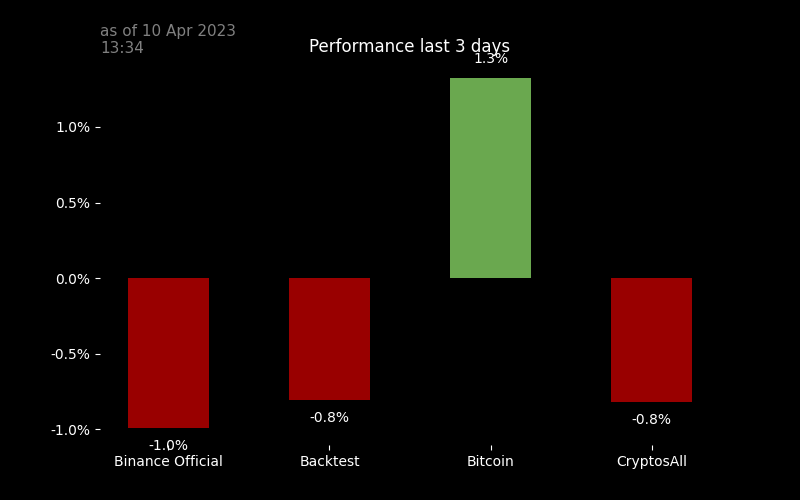 as of 10 Apr 2023
13:34
Performance last 3 days
1.3%
1.0%
0.5%
0.0%
-0.5%
-1.0%
-1.0%
-0.8%
-0.8%
Binance Official
Backtest
Bitcoin
CryptosAll